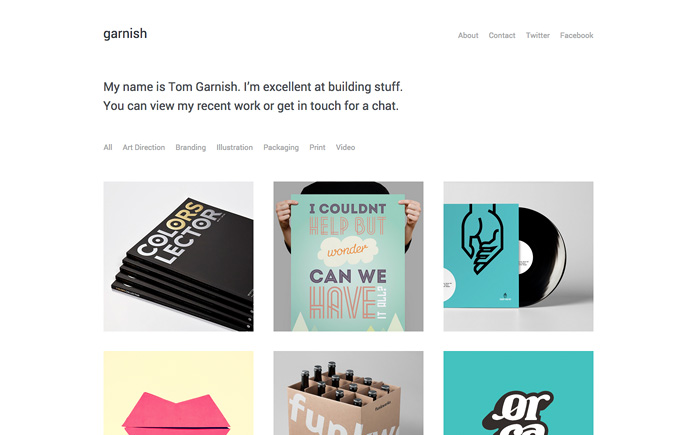 garnish
About Contact Twitter Facebook
My name is Tom Garnish. I'm excellent at building stuff.
You can view my recent work or get in touch for a chat.
All Art Direction Branding Illustration Packaging Print Video
COLORS
LECTOR
I COULDNT
HELP BUT
wonder
CAN WE
HAVE
IT ALL?